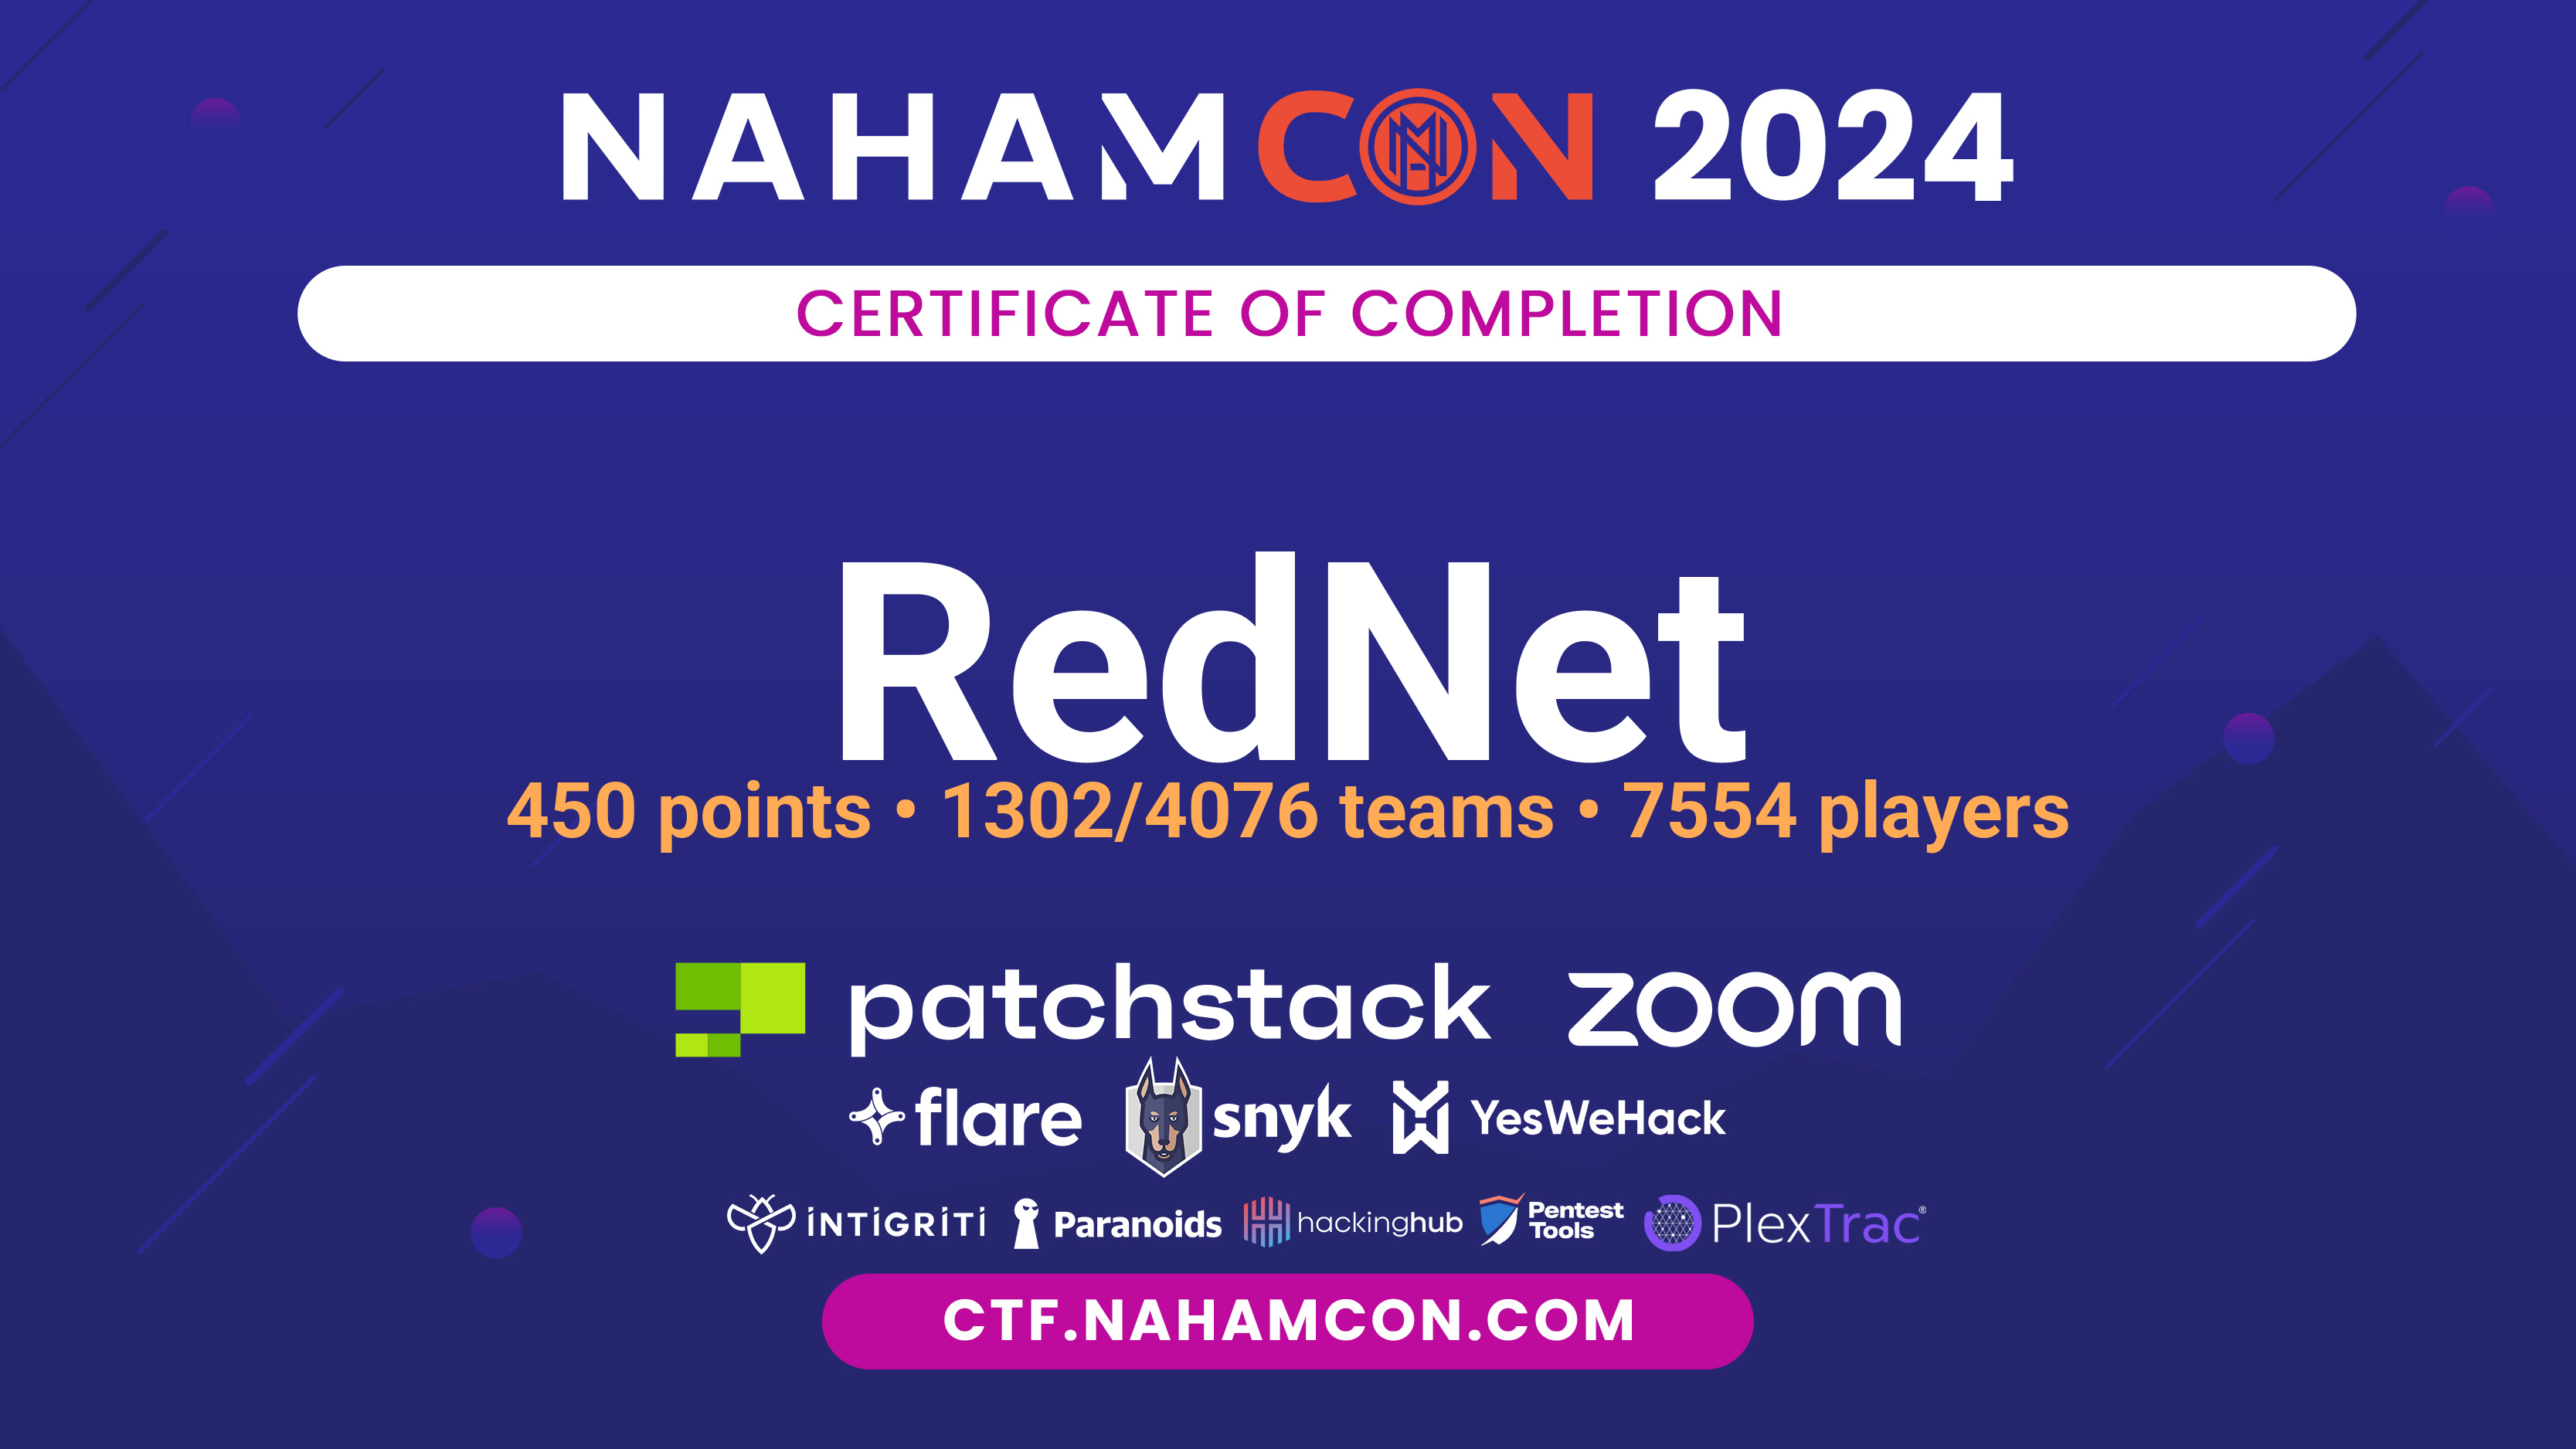 NAHAMCON 2024
CERTIFICATE OF COMPLETION
RedNet
450 points • 1302/4076 teams • 7554 players
patchstack zoom
flare snyk YesWeHack
INTIGRITI Paranoids hackinghub Pentest Tools PlexTrac®
CTF.NAHAMCON.COM